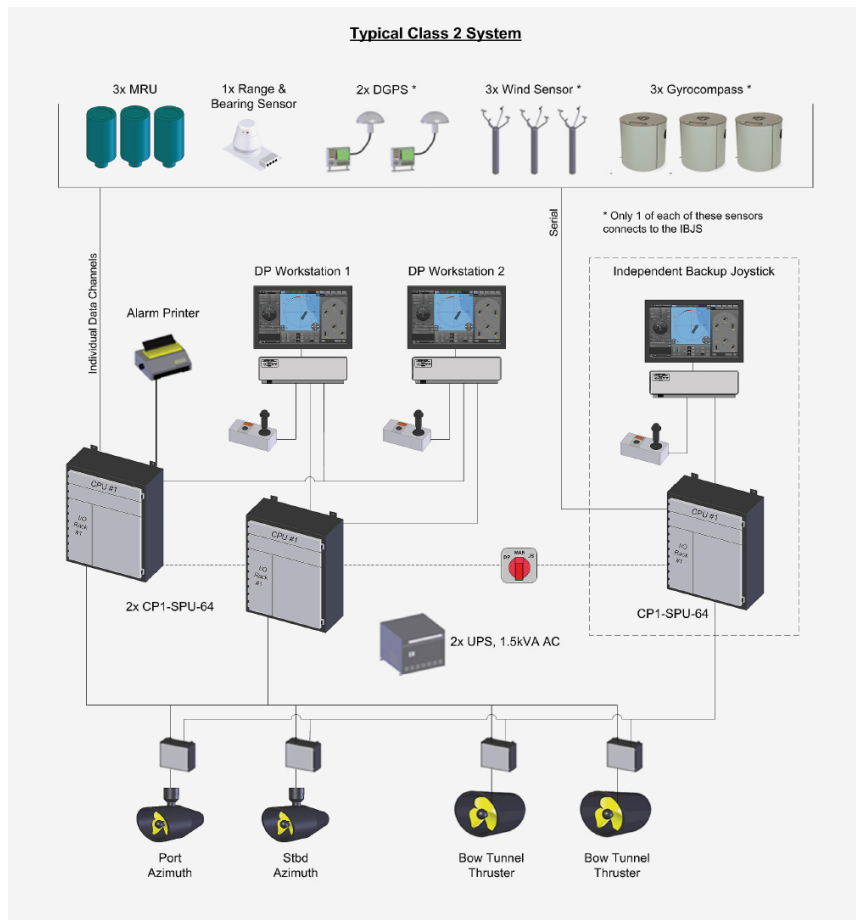 Typical Class 2 System
3x MRU
1x Range &
Bearing Sensor
2x DGPS *
3x Wind Sensor *
3x Gyrocompass *
* Only 1 of each of these sensors
connects to the IBJS
Individual Data Channels
Serial
Alarm Printer
DP Workstation 1
DP Workstation 2
Independent Backup Joystick
CPU #1
I/O
Rack
#1
CPU #1
I/O
Rack
#1
CPU #1
I/O
Rack
#1
DP
MAN
JS
2x CP1-SPU-64
CP1-SPU-64
2x UPS, 1.5kVA AC
Port
Azimuth
Stbd
Azimuth
Bow Tunnel
Thruster
Bow Tunnel
Thruster